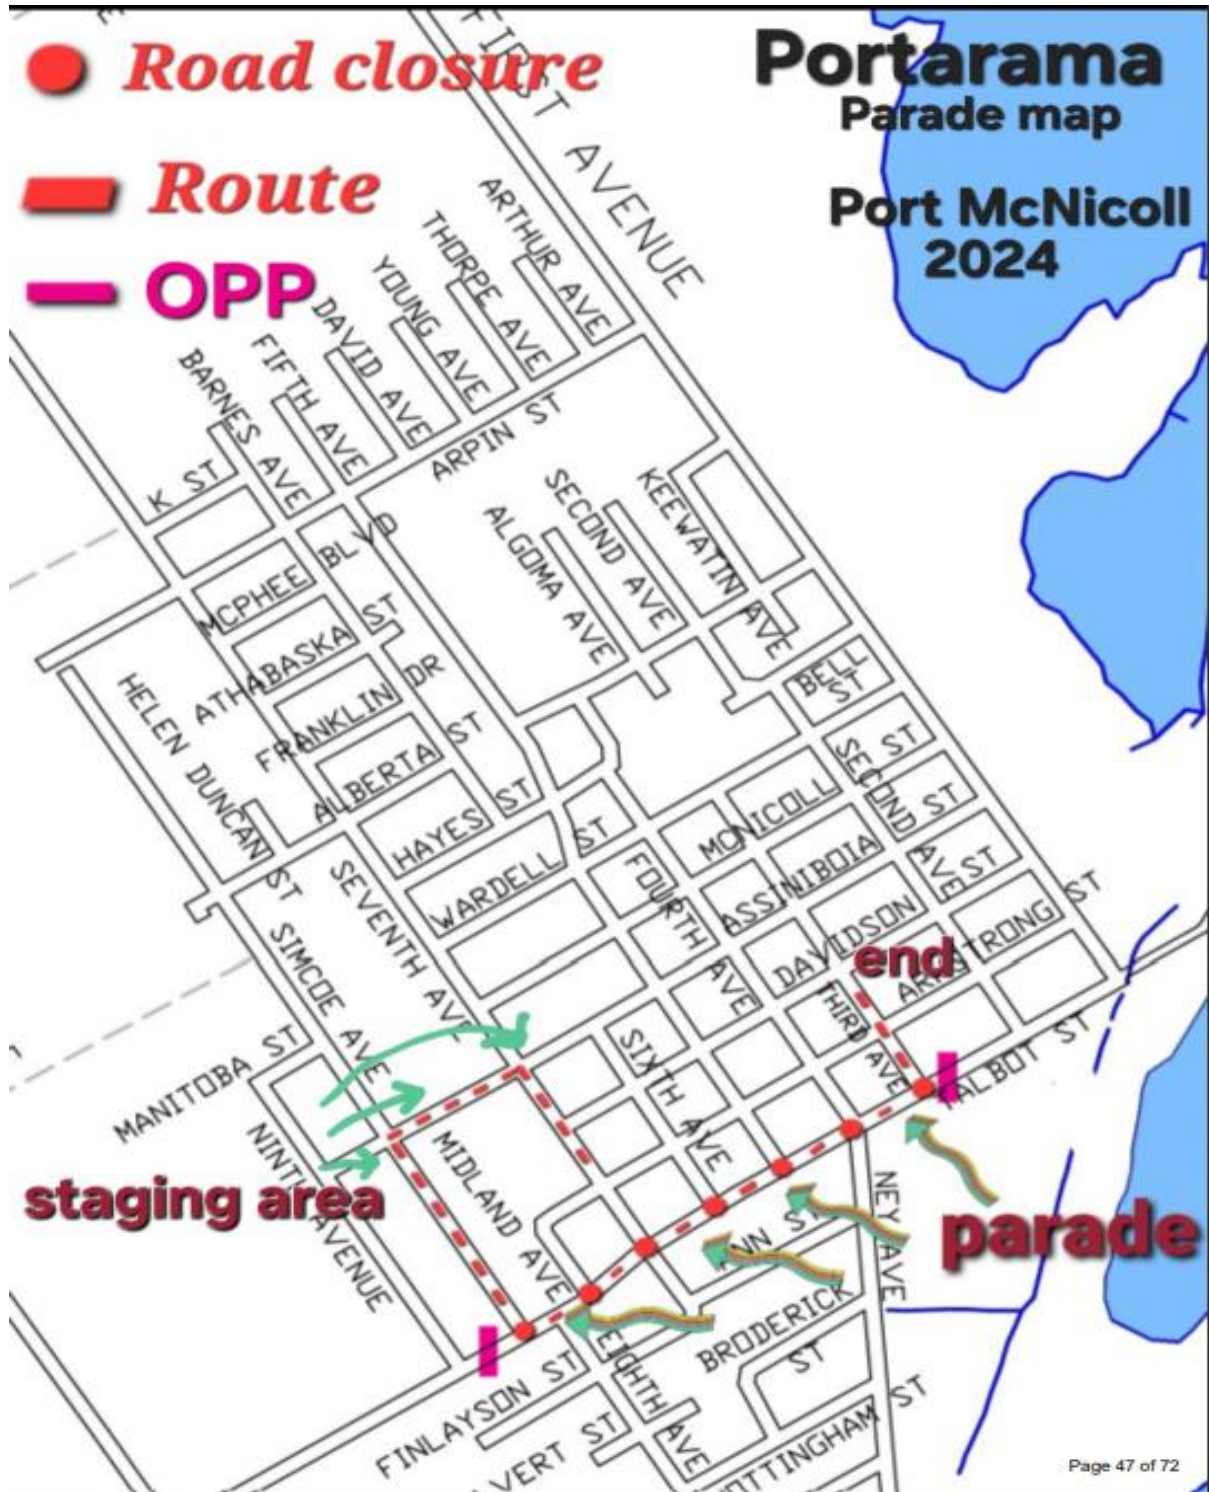 Road closure
Route
OPP
Portarama
Parade map
Port McNicoll
2024
FIRST AVENUE
ARTHUR AVE
THORPE AVE
YOUNG AVE
DAVID AVE
FIFTH AVE
BARNES AVE
K ST
ARPIN ST
KEEWATIN AVE
SECOND AVE
ALGOMA AVE
MCPHEE BLVD
ATHABASKA ST
FRANKLIN DR
ALBERTA ST
HAYES ST
WARDELL ST
HELEN DUNCAN ST
SEVENTH AVE
SIMCOE AVE
BELL ST
MCNICOLL ST
SECOND AVE
ASSINIBOIA ST
DAVIDSON ST
ARMSTRONG ST
FOURTH AVE
end
THIRD AVE
SIXTH AVE
TALBOT ST
MANITOBA ST
NINTH AVENUE
MIDLAND AVE
staging area
parade
NEY AVE
BRODERICK ST
EIGHTH AVE
FINLAYSON ST
VERT ST
OTTINGHAM ST
Page 47 of 72